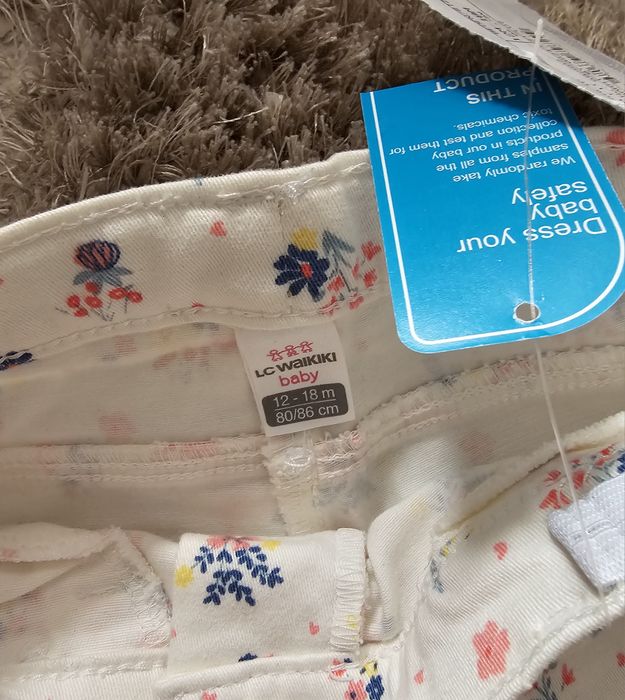 Dress your
baby
safely
We randomly take
samples from all the
products in our baby
collection and test them for
toxic chemicals.
IN THIS
PRODUCT
LC WAIKIKI
baby
12 - 18 m
80/86 cm